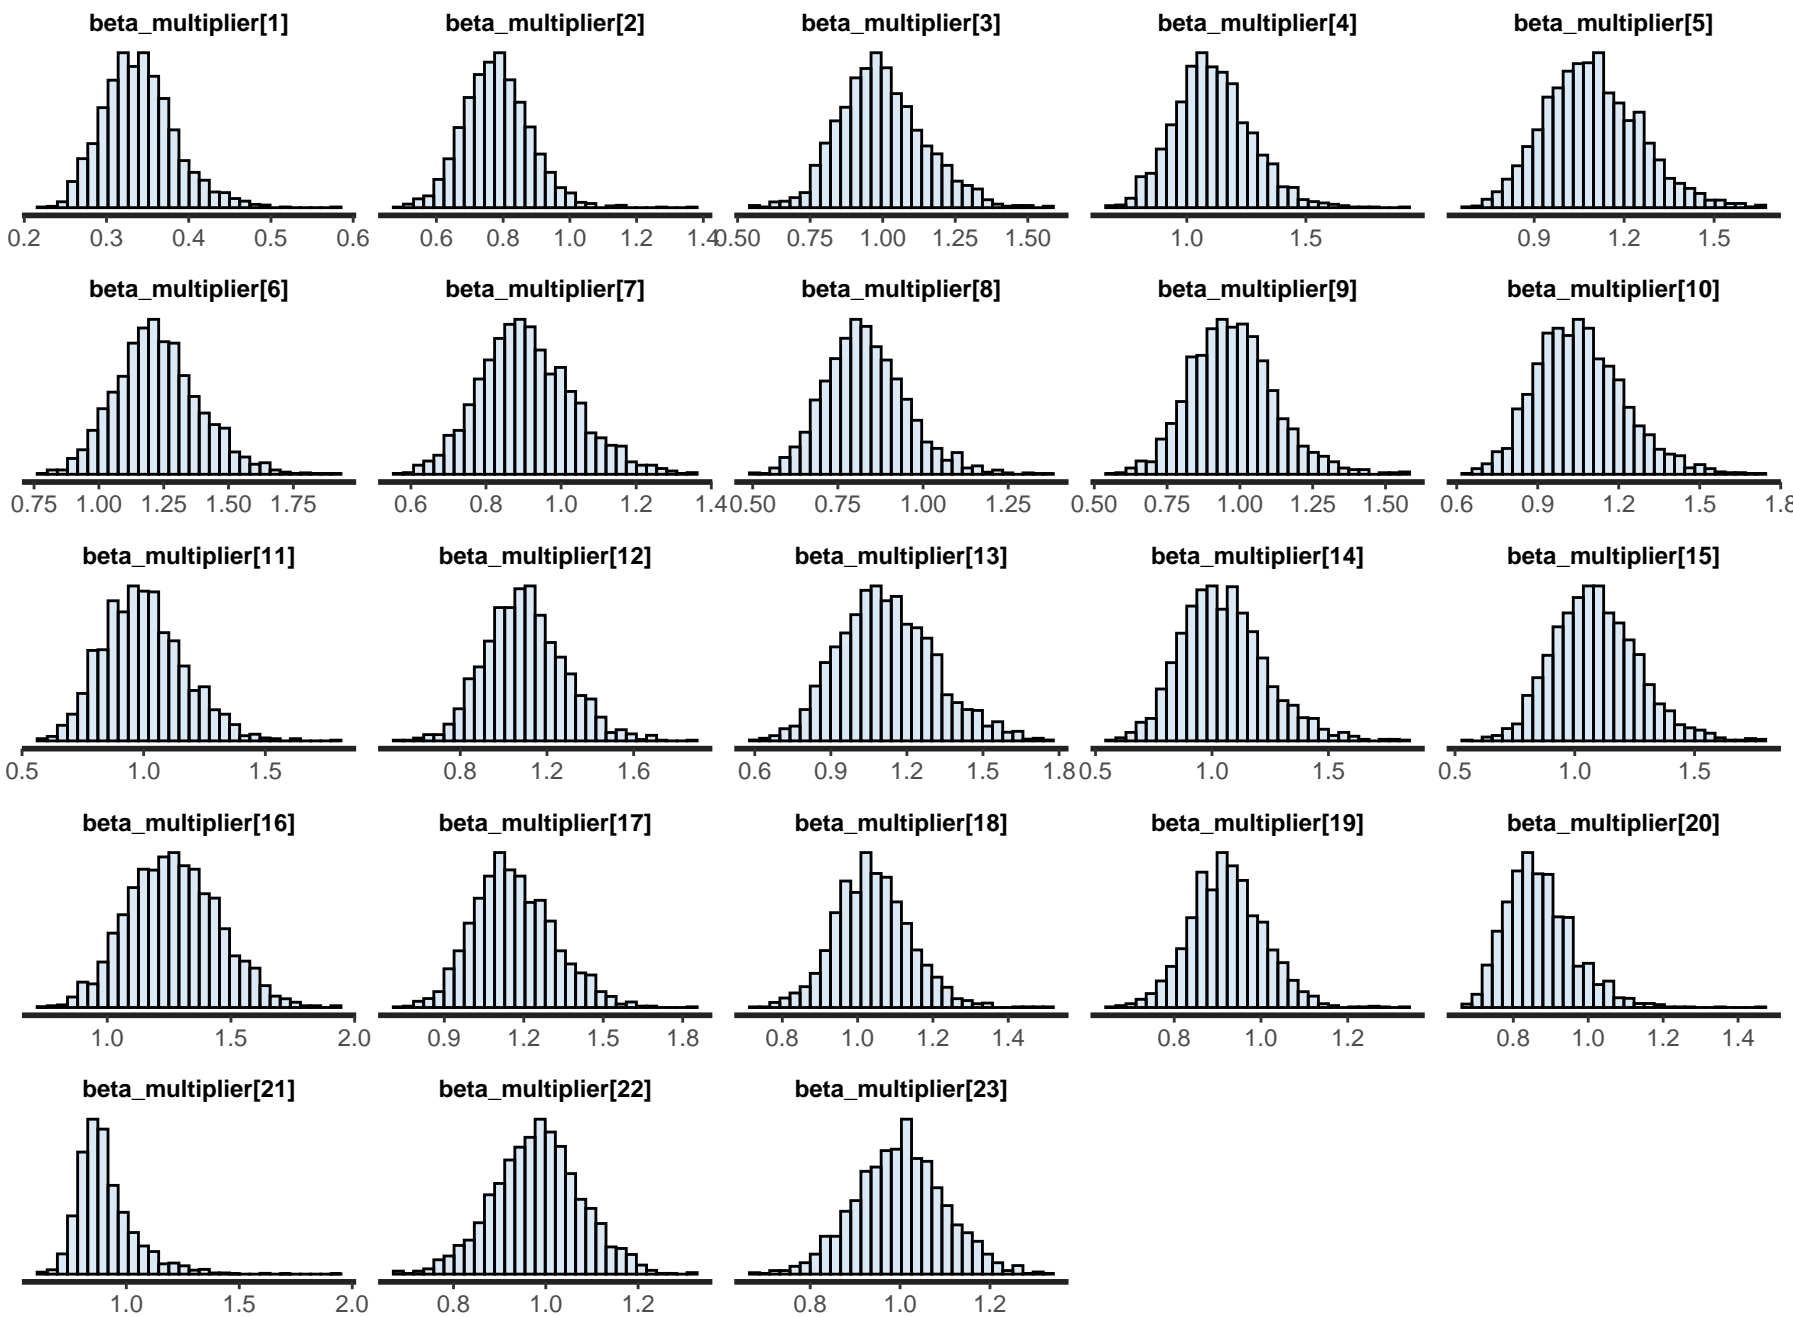 beta_multiplier[1] beta_multiplier[2] beta_multiplier[3] beta_multiplier[4] beta_multiplier[5]
0.2 0.3 0.4 0.5 0.6 0.6 0.8 1.0 1.2 1.4 0.50 0.75 1.00 1.25 1.50 1.0 1.5 0.9 1.2 1.5
beta_multiplier[6] beta_multiplier[7] beta_multiplier[8] beta_multiplier[9] beta_multiplier[10]
0.75 1.00 1.25 1.50 1.75 0.6 0.8 1.0 1.2 1.4 0.50 0.75 1.00 1.25 0.50 0.75 1.00 1.25 1.50 0.6 0.9 1.2 1.5 1.8
beta_multiplier[11] beta_multiplier[12] beta_multiplier[13] beta_multiplier[14] beta_multiplier[15]
0.5 1.0 1.5 0.8 1.2 1.6 0.6 0.9 1.2 1.5 1.8 0.5 1.0 1.5 0.5 1.0 1.5
beta_multiplier[16] beta_multiplier[17] beta_multiplier[18] beta_multiplier[19] beta_multiplier[20]
1.0 1.5 2.0 0.9 1.2 1.5 1.8 0.8 1.0 1.2 1.4 0.8 1.0 1.2 0.8 1.0 1.2 1.4
beta_multiplier[21] beta_multiplier[22] beta_multiplier[23]
1.0 1.5 2.0 0.8 1.0 1.2 0.8 1.0 1.2